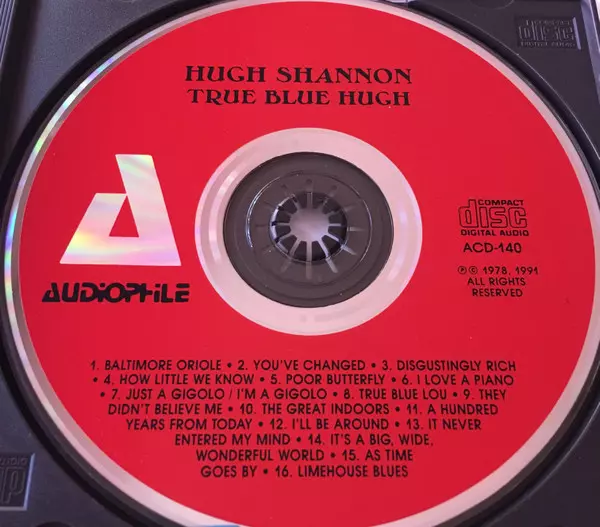 HUGH SHANNON
TRUE BLUE HUGH
AUDIOPHILE
COMPACT
disc
DIGITAL AUDIO
ACD-140
℗ © 1978, 1991
ALL RIGHTS
RESERVED
1. BALTIMORE ORIOLE • 2. YOU'VE CHANGED • 3. DISGUSTINGLY RICH
• 4. HOW LITTLE WE KNOW • 5. POOR BUTTERFLY • 6. I LOVE A PIANO
• 7. JUST A GIGOLO / I'M A GIGOLO • 8. TRUE BLUE LOU • 9. THEY
DIDN'T BELIEVE ME • 10. THE GREAT INDOORS • 11. A HUNDRED
YEARS FROM TODAY • 12. I'LL BE AROUND • 13. IT NEVER
ENTERED MY MIND • 14. IT'S A BIG, WIDE,
WONDERFUL WORLD • 15. AS TIME
GOES BY • 16. LIMEHOUSE BLUES
disc